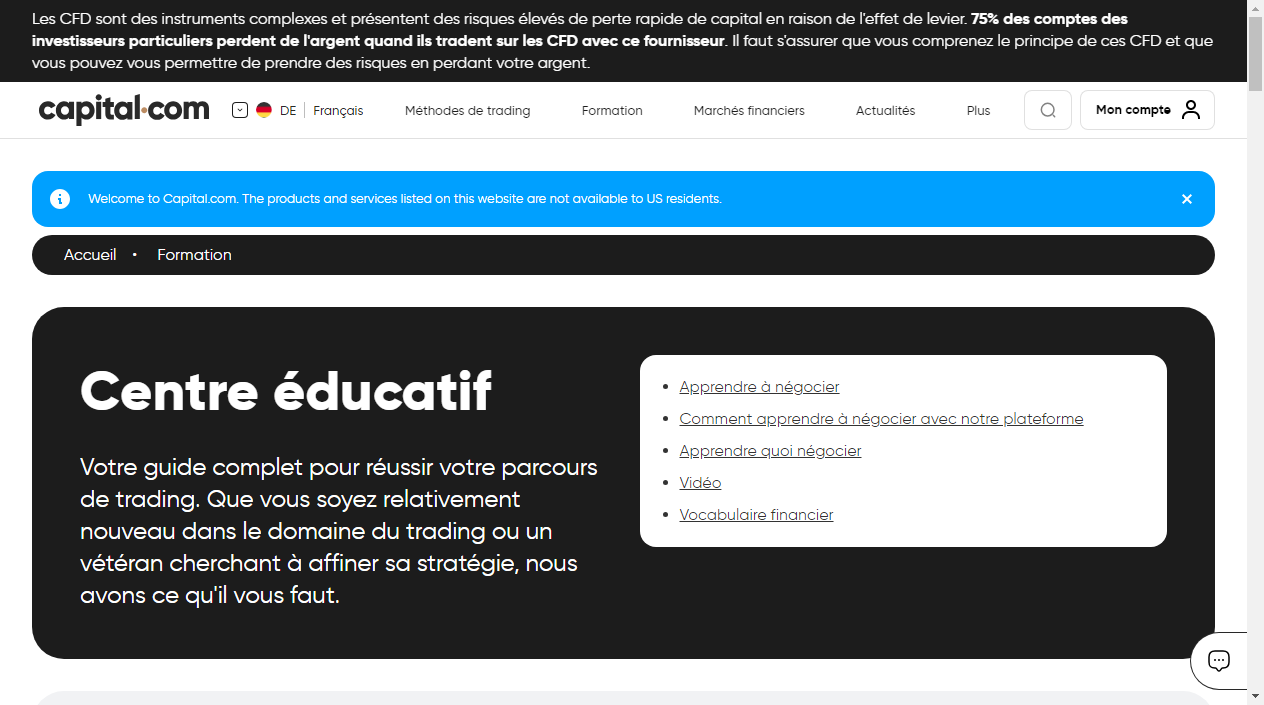 Les CFD sont des instruments complexes et présentent des risques élevés de perte rapide de capital en raison de l'effet de levier. 75% des comptes des
investisseurs particuliers perdent de l'argent quand ils tradent sur les CFD avec ce fournisseur. Il faut s'assurer que vous comprenez le principe de ces CFD et que
vous pouvez vous permettre de prendre des risques en perdant votre argent.
capital.com DE Français Méthodes de trading Formation Marchés financiers Actualités Plus Mon compte
Welcome to Capital.com. The products and services listed on this website are not available to US residents.
Accueil • Formation
Centre éducatif
Votre guide complet pour réussir votre parcours
de trading. Que vous soyez relativement
nouveau dans le domaine du trading ou un
vétéran cherchant à affiner sa stratégie, nous
avons ce qu'il vous faut.
• Apprendre à négocier
• Comment apprendre à négocier avec notre plateforme
• Apprendre quoi négocier
• Vidéo
• Vocabulaire financier